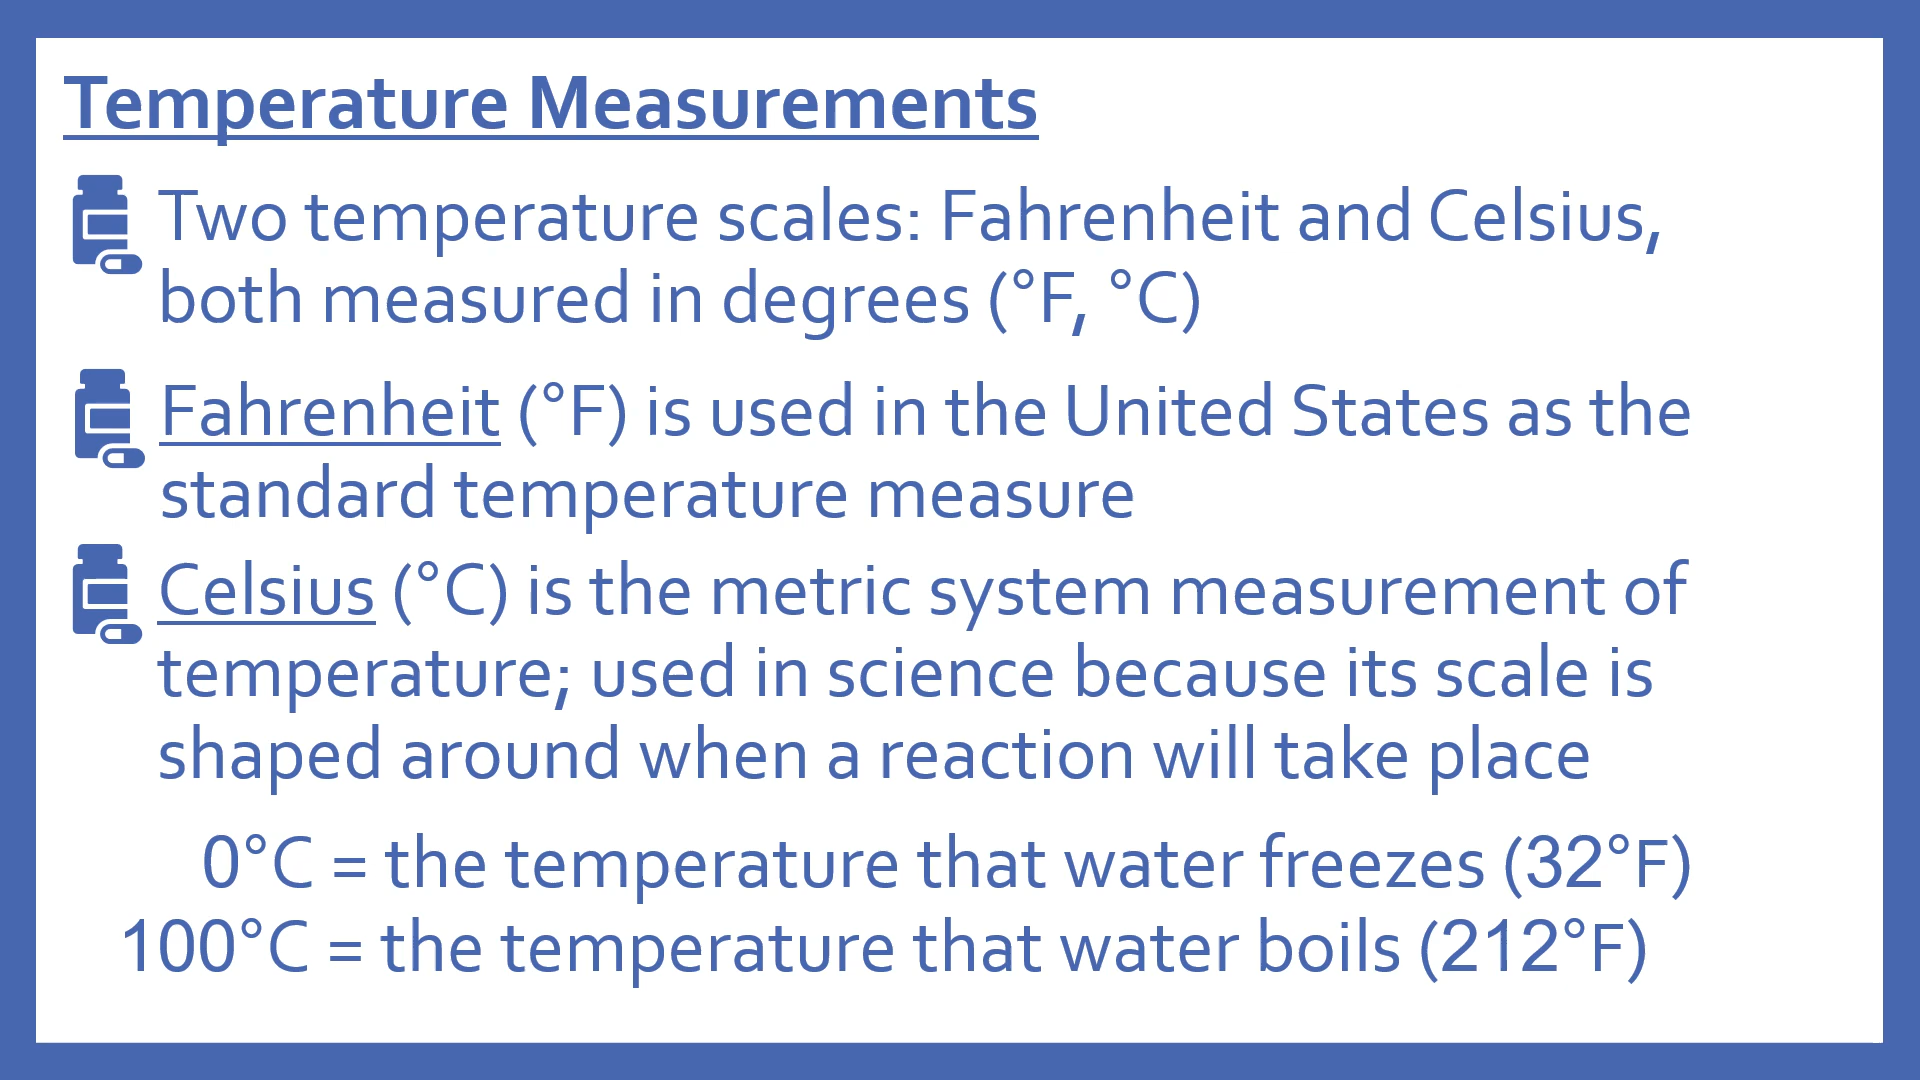 Temperature Measurements
Two temperature scales: Fahrenheit and Celsius,
both measured in degrees (°F, °C)
Fahrenheit (°F) is used in the United States as the
standard temperature measure
Celsius (°C) is the metric system measurement of
temperature; used in science because its scale is
shaped around when a reaction will take place
0°C = the temperature that water freezes (32°F)
100°C = the temperature that water boils (212°F)